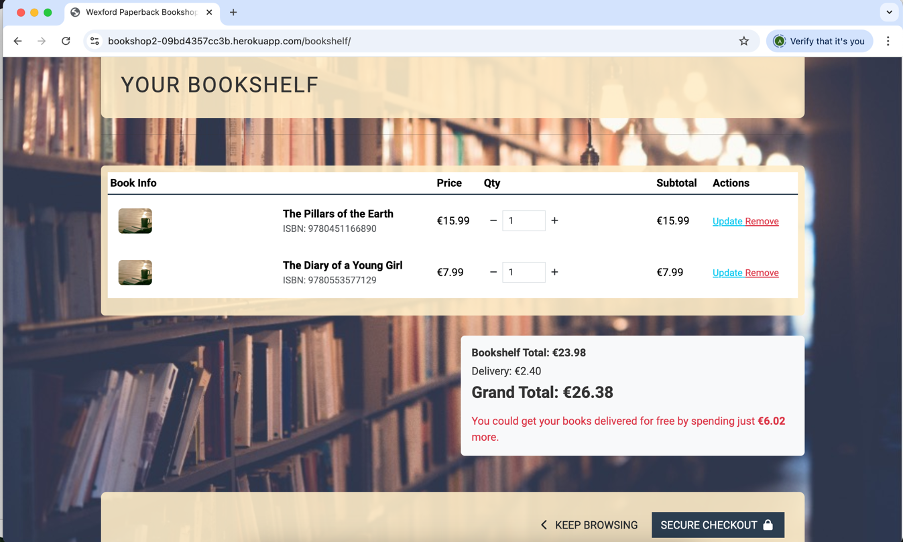 Wexford Paperback Bookshop
bookshop2-09bd4357cc3b.herokuapp.com/bookshelf/
Verify that it's you
YOUR BOOKSHELF
Book Info Price Qty Subtotal Actions
The Pillars of the Earth €15.99 − 1 + €15.99 Update Remove
ISBN: 9780451166890
The Diary of a Young Girl €7.99 − 1 + €7.99 Update Remove
ISBN: 9780553577129
Bookshelf Total: €23.98
Delivery: €2.40
Grand Total: €26.38
You could get your books delivered for free by spending just €6.02
more.
KEEP BROWSING SECURE CHECKOUT